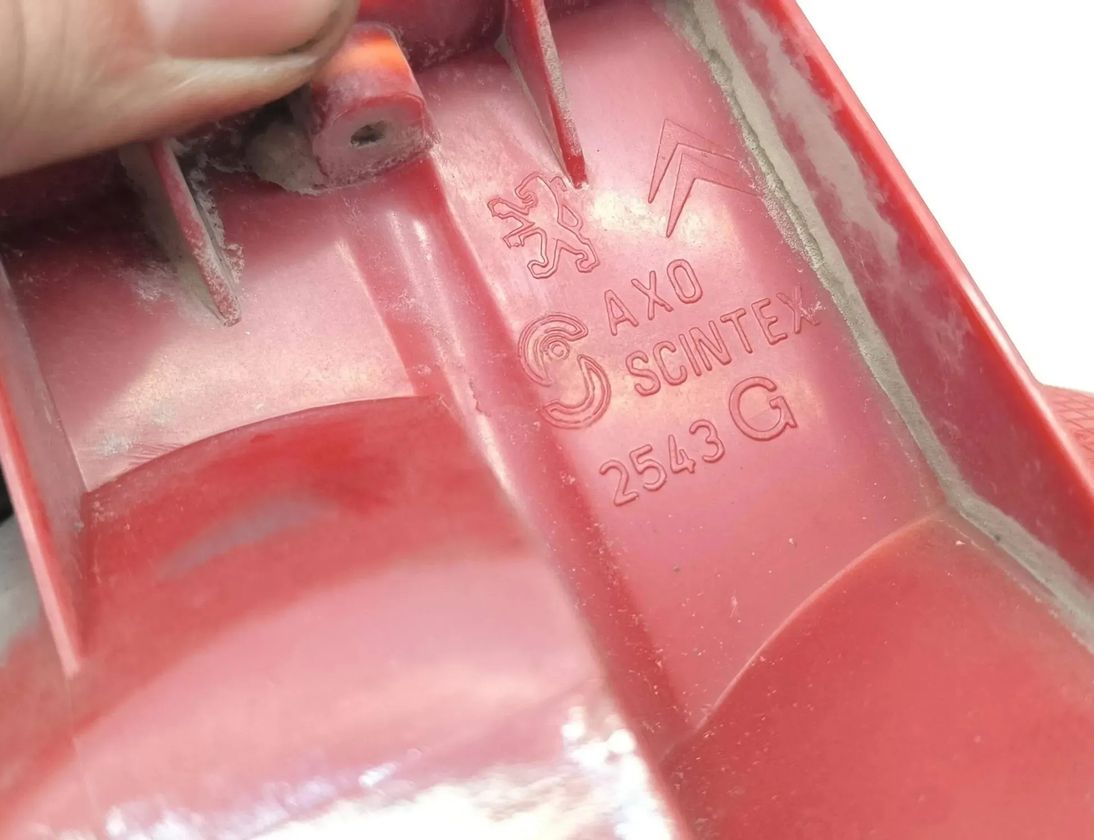 AXO
SCINTEX
2543 G